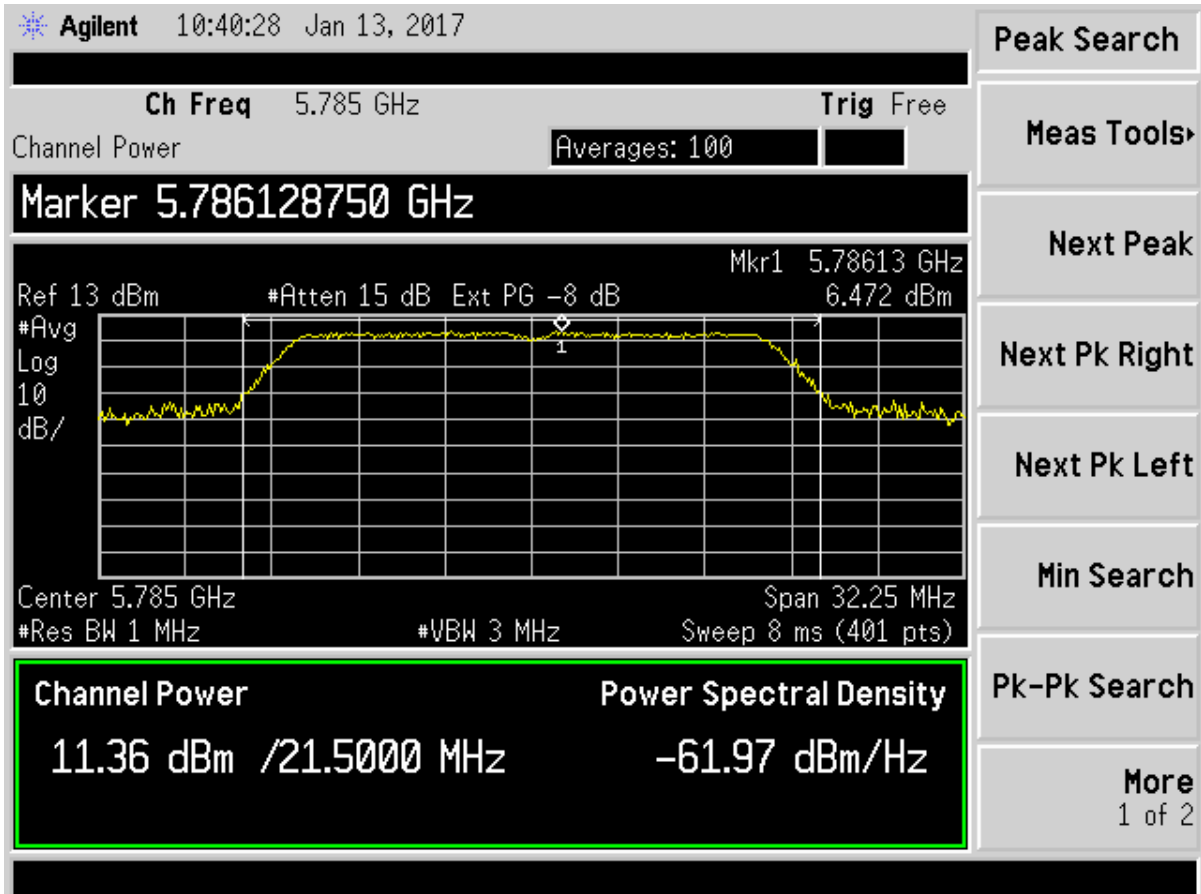 Agilent 10:40:28 Jan 13, 2017
Peak Search
Ch Freq 5.785 GHz Trig Free
Channel Power Averages: 100
Meas Tools
Marker 5.786128750 GHz
Next Peak
Mkr1 5.78613 GHz
Ref 13 dBm #Atten 15 dB Ext PG -8 dB 6.472 dBm
#Avg
Log
10
dB/
1
Next Pk Right
Next Pk Left
Center 5.785 GHz Span 32.25 MHz
#Res BW 1 MHz #VBW 3 MHz Sweep 8 ms (401 pts)
Min Search
Channel Power Power Spectral Density
11.36 dBm /21.5000 MHz -61.97 dBm/Hz
Pk-Pk Search
More
1 of 2